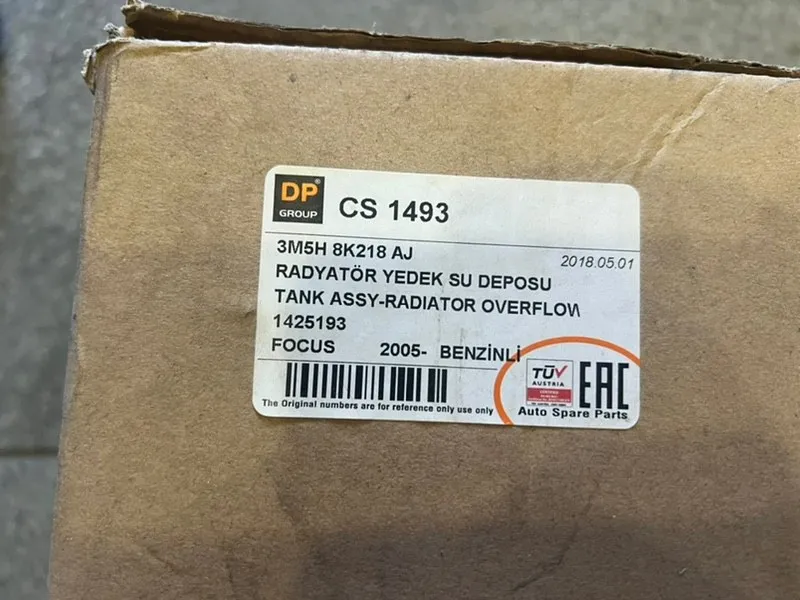 DP®
GROUP
CS 1493
3M5H 8K218 AJ
2018.05.01
RADYATÖR YEDEK SU DEPOSU
TANK ASSY-RADIATOR OVERFLOW
1425193
FOCUS 2005- BENZİNLİ
TÜV
AUSTRIA
EAC
Auto Spare Parts
The Original numbers are for reference only use only